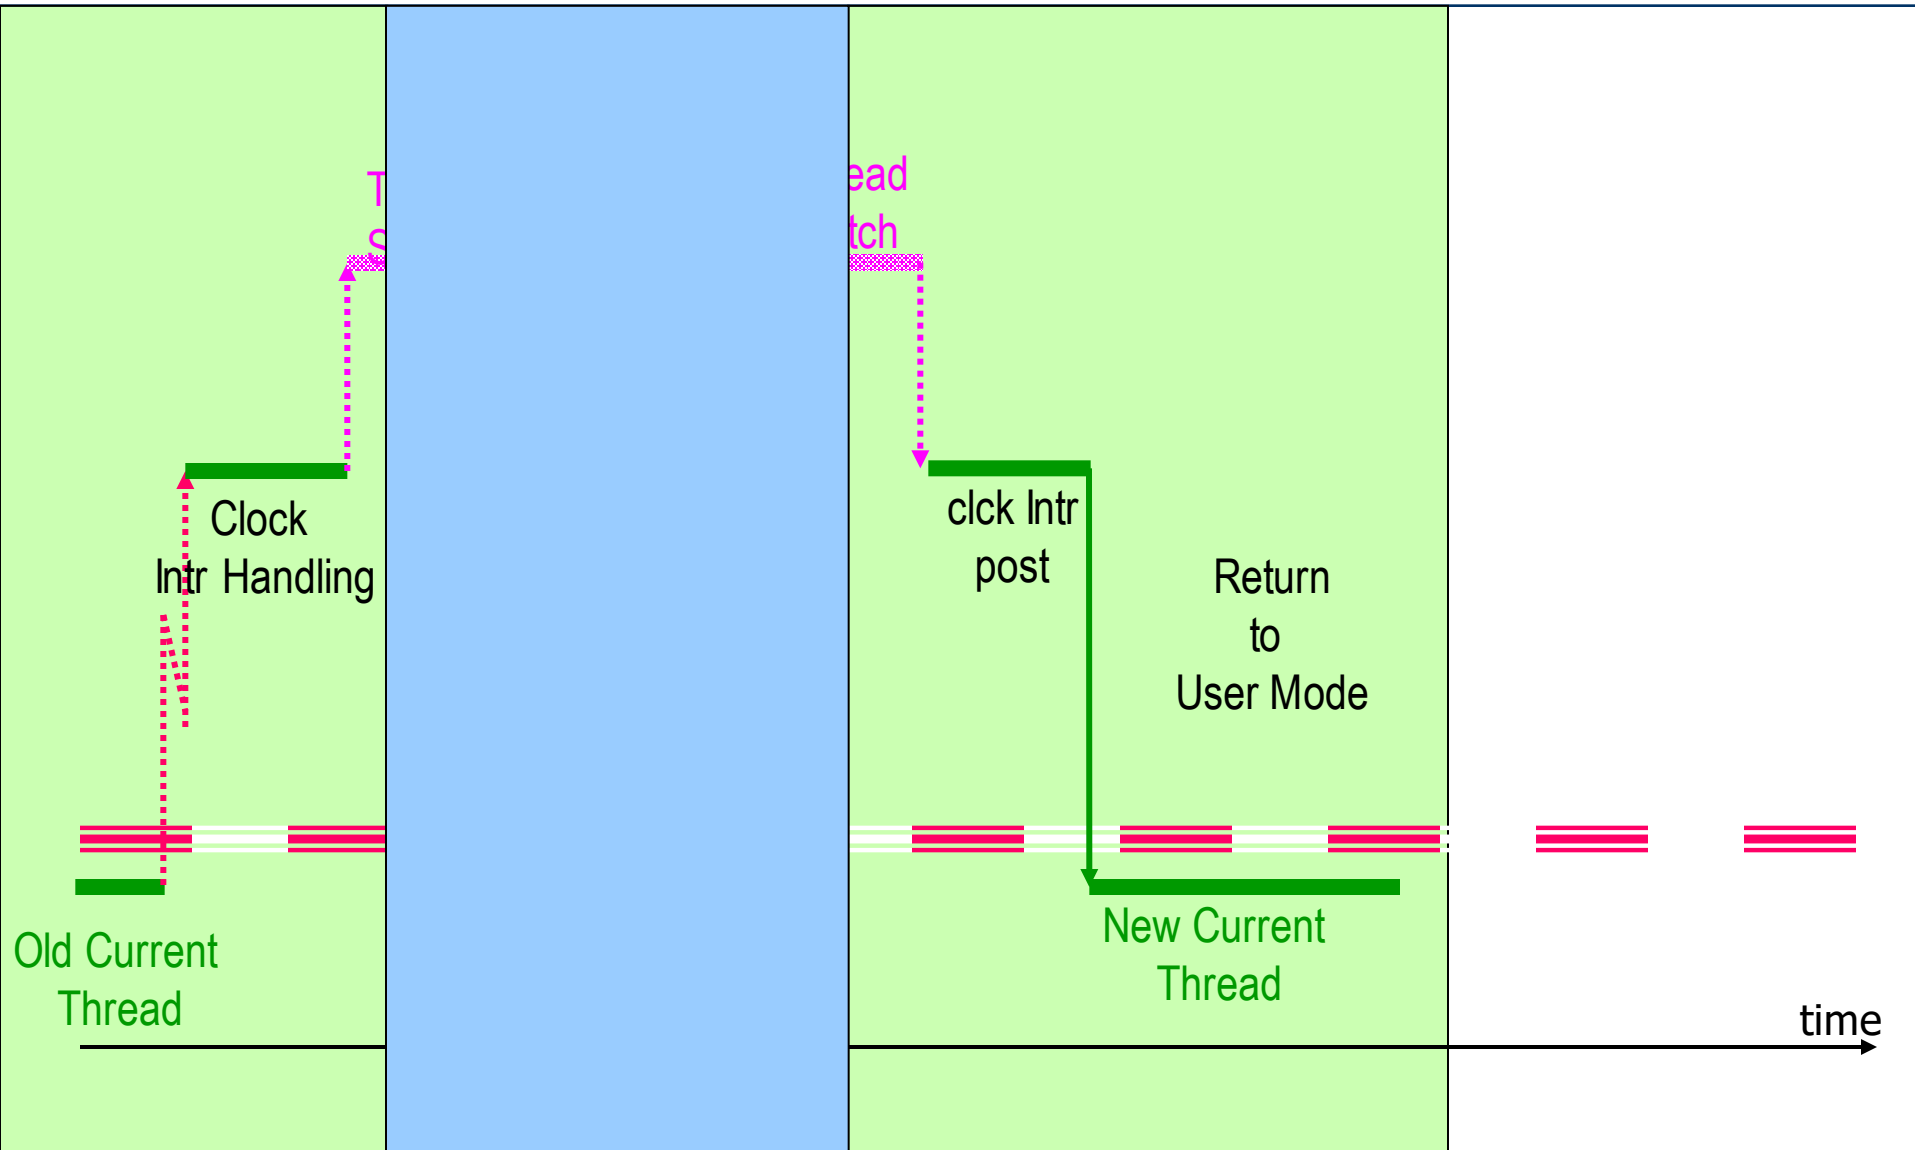 ead
tch
Clock
Intr Handling
clck Intr
post
Return
to
User Mode
Old Current
Thread
New Current
Thread
time